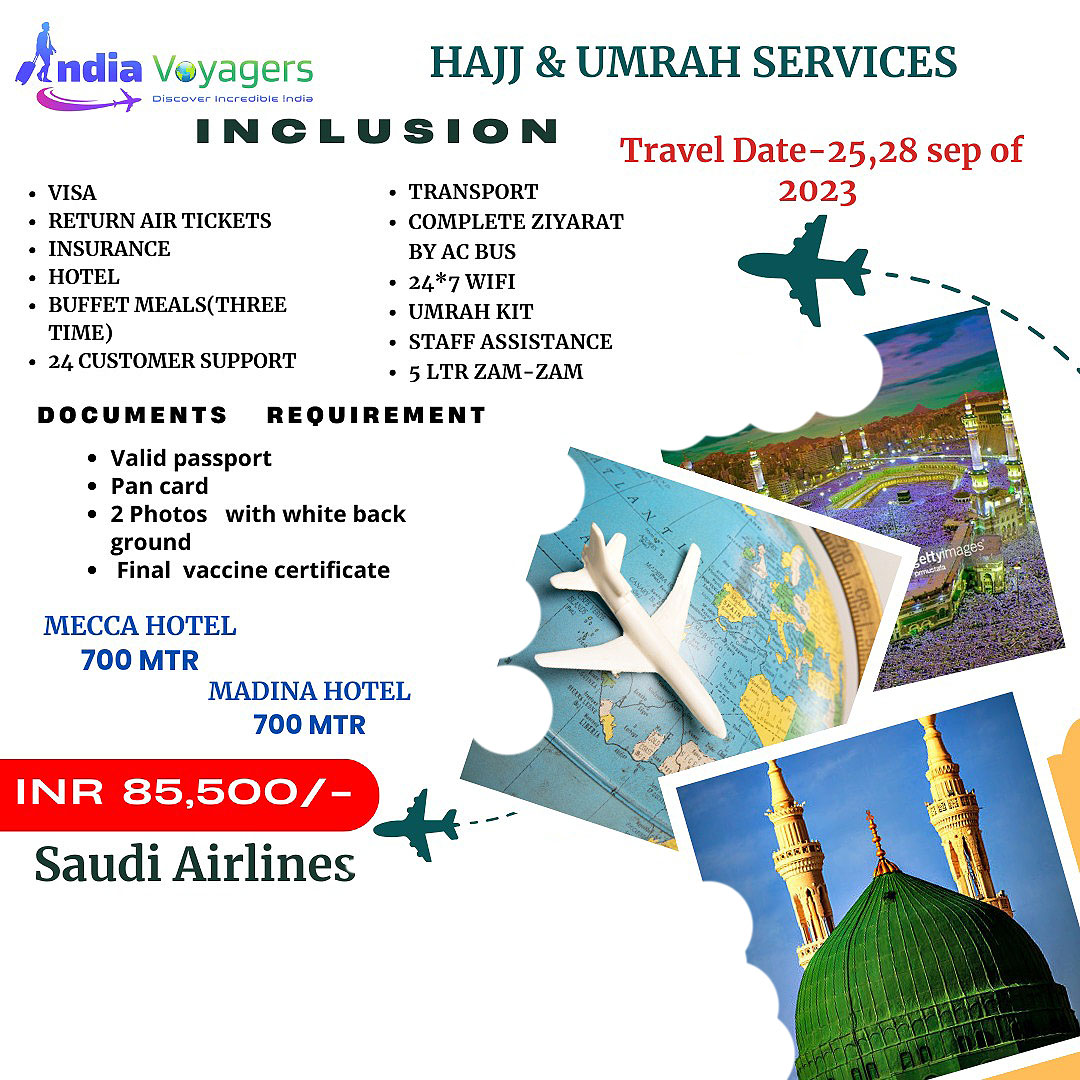 India Voyagers
Discover Incredible India
HAJJ & UMRAH SERVICES
INCLUSION
Travel Date-25,28 sep of
2023
• VISA
• RETURN AIR TICKETS
• INSURANCE
• HOTEL
• BUFFET MEALS(THREE
TIME)
• 24 CUSTOMER SUPPORT
• TRANSPORT
• COMPLETE ZIYARAT
BY AC BUS
• 24*7 WIFI
• UMRAH KIT
• STAFF ASSISTANCE
• 5 LTR ZAM-ZAM
DOCUMENTS REQUIREMENT
• Valid passport
• Pan card
• 2 Photos with white back
ground
• Final vaccine certificate
MECCA HOTEL
700 MTR
MADINA HOTEL
700 MTR
INR 85,500/-
Saudi Airlines
gettyimages
SPAIN
LIBERIA